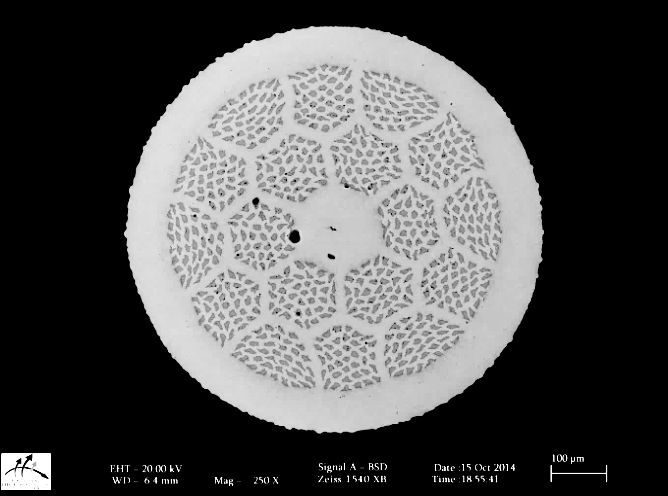 EHT = 20.00 kV
WD = 6.4 mm
Mag = 250 X
Signal A = BSD
Zeiss 1540 XB
Date :15 Oct 2014
Time :18:55:41
100 µm